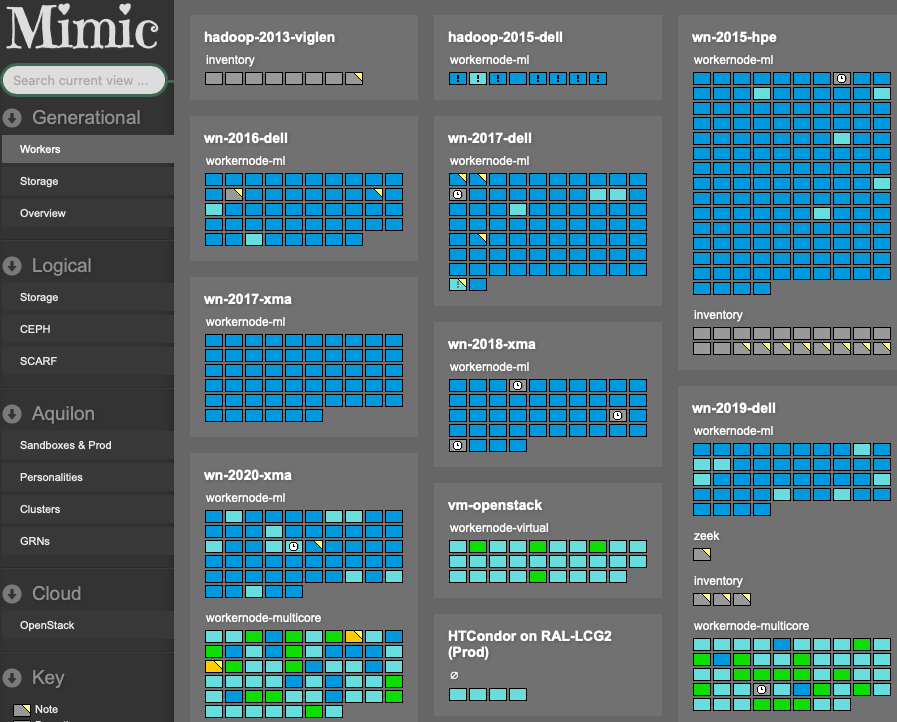 Mimic
Search current view ...
Generational
Workers
Storage
Overview
Logical
Storage
CEPH
SCARF
Aquilon
Sandboxes & Prod
Personalities
Clusters
GRNs
Cloud
OpenStack
Key
Note
hadoop-2013-viglen
inventory
wn-2016-dell
workernode-ml
wn-2017-xma
workernode-ml
wn-2020-xma
workernode-ml
workernode-multicore
hadoop-2015-dell
workernode-ml
wn-2017-dell
workernode-ml
wn-2018-xma
workernode-ml
vm-openstack
workernode-virtual
HTCondor on RAL-LCG2
(Prod)
∅
wn-2015-hpe
workernode-ml
inventory
wn-2019-dell
workernode-ml
zeek
inventory
workernode-multicore